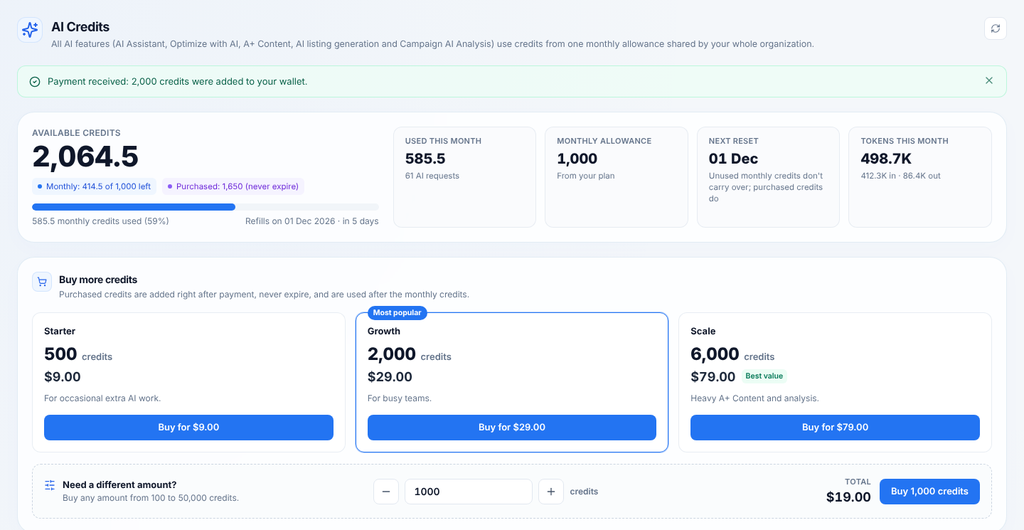 AI Credits
All AI features (AI Assistant, Optimize with AI, A+ Content, AI listing generation and Campaign AI Analysis) use credits from one monthly allowance shared by your whole organization.
Payment received: 2,000 credits were added to your wallet.
AVAILABLE CREDITS
2,064.5
Monthly: 414.5 of 1,000 left
Purchased: 1,650 (never expire)
585.5 monthly credits used (59%)
Refills on 01 Dec 2026 · in 5 days
USED THIS MONTH
585.5
61 AI requests
MONTHLY ALLOWANCE
1,000
From your plan
NEXT RESET
01 Dec
Unused monthly credits don't
carry over; purchased credits
do
TOKENS THIS MONTH
498.7K
412.3K in · 86.4K out
Buy more credits
Purchased credits are added right after payment, never expire, and are used after the monthly credits.
Starter
500 credits
$9.00
For occasional extra AI work.
Buy for $9.00
Most popular
Growth
2,000 credits
$29.00
For busy teams.
Buy for $29.00
Scale
6,000 credits
$79.00 Best value
Heavy A+ Content and analysis.
Buy for $79.00
Need a different amount?
Buy any amount from 100 to 50,000 credits.
− 1000 + credits
TOTAL
$19.00
Buy 1,000 credits